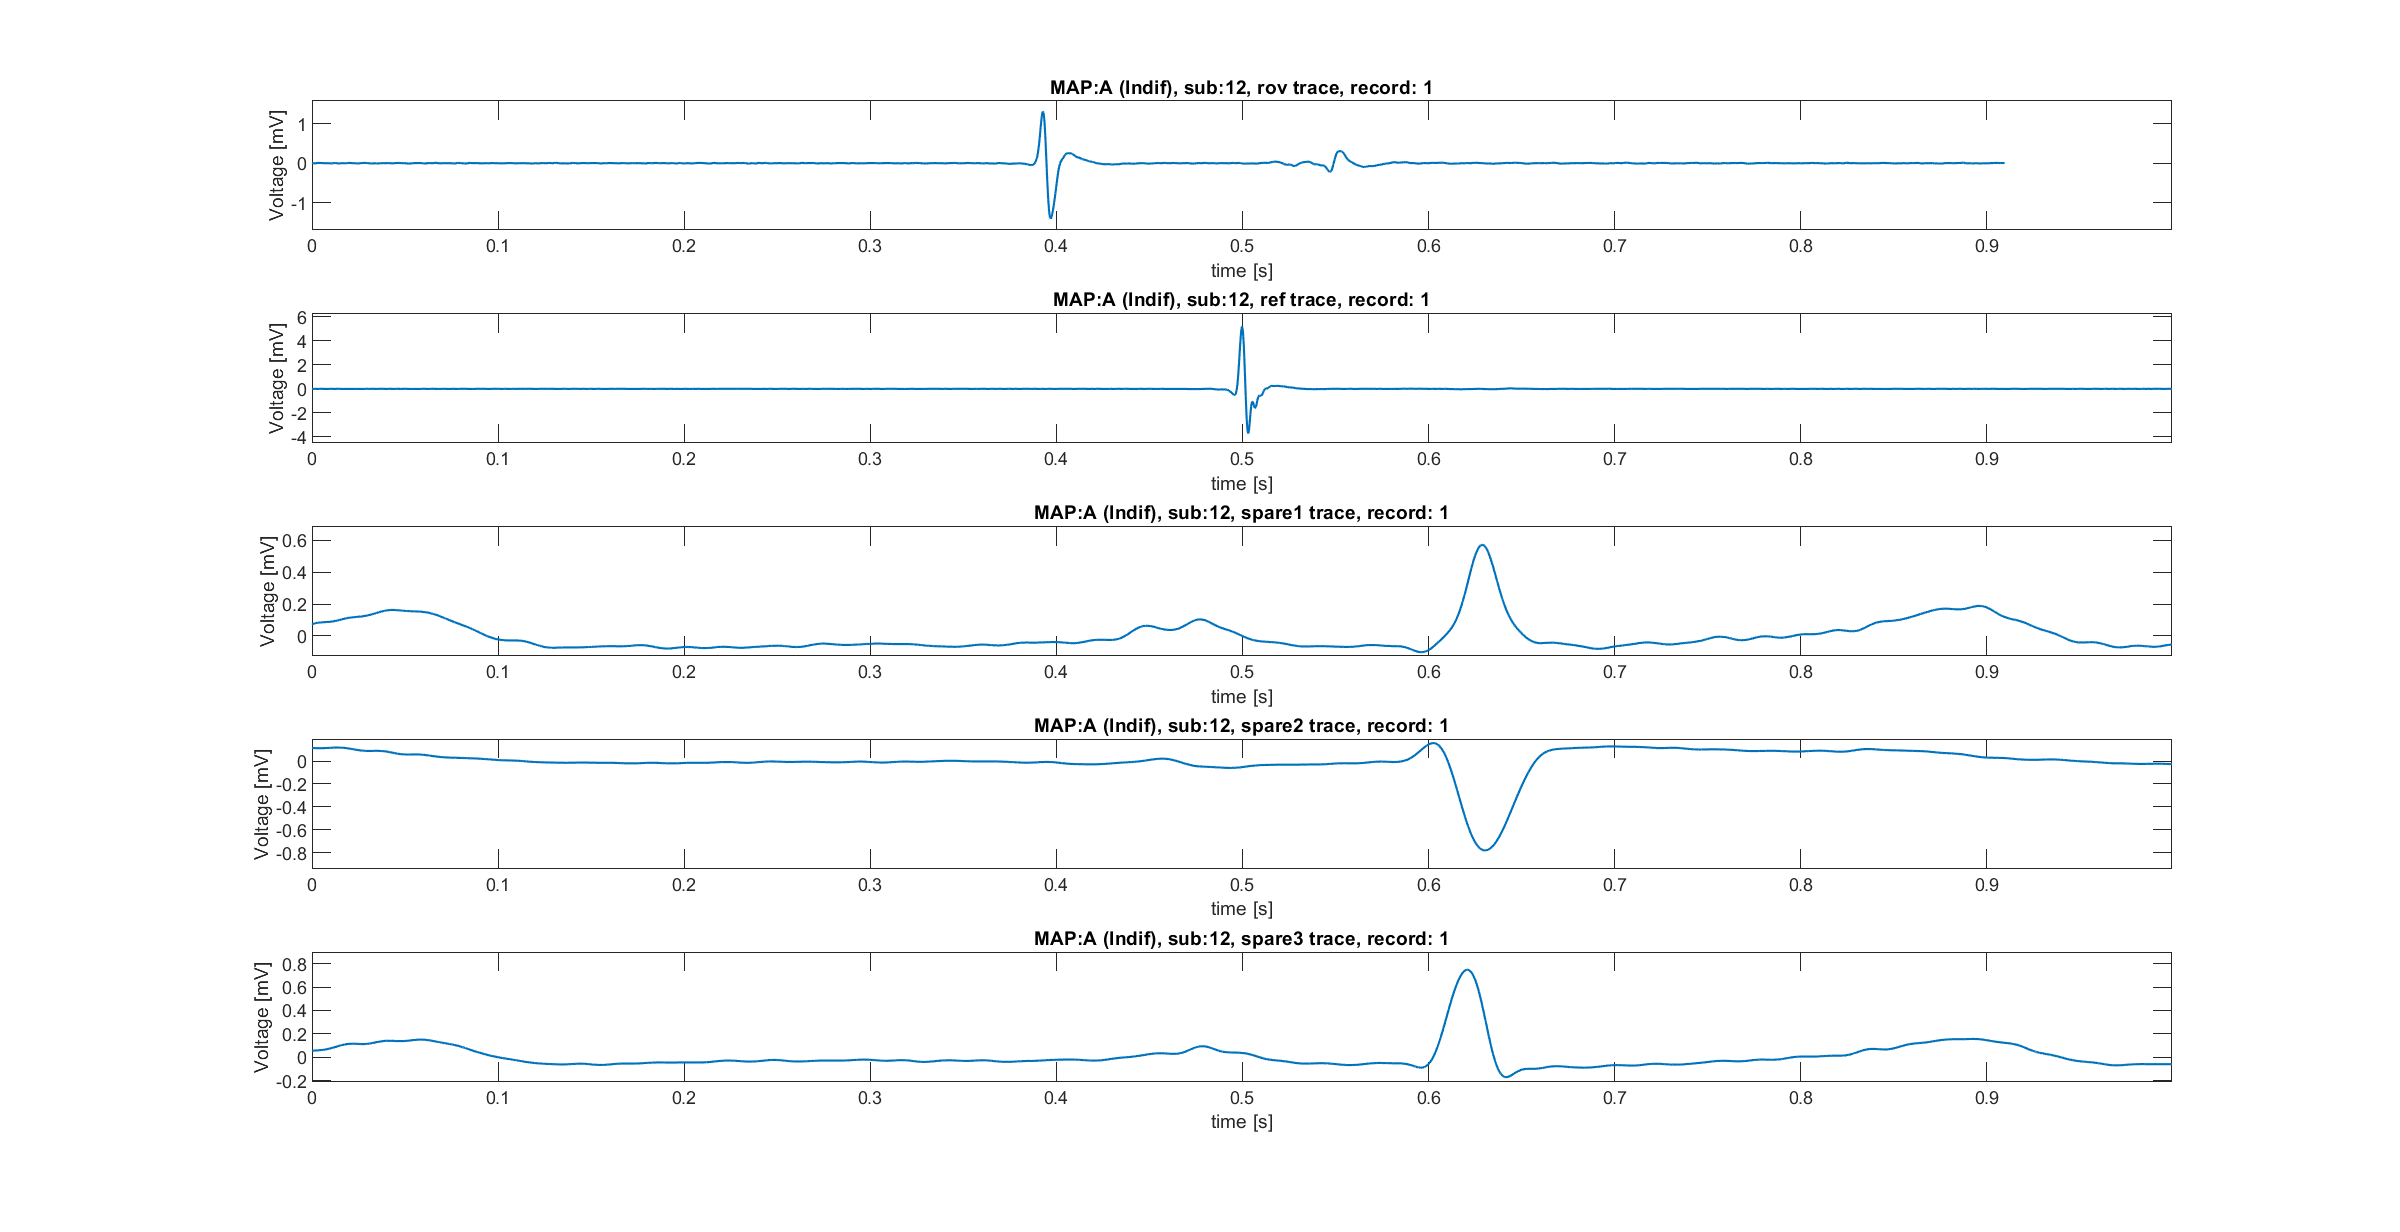 MAP:A (Indif), sub:12, rov trace, record: 1
Voltage [mV]
1
0
-1
0 0.1 0.2 0.3 0.4 0.5 0.6 0.7 0.8 0.9
time [s]
MAP:A (Indif), sub:12, ref trace, record: 1
Voltage [mV]
6
4
2
0
-2
-4
0 0.1 0.2 0.3 0.4 0.5 0.6 0.7 0.8 0.9
time [s]
MAP:A (Indif), sub:12, spare1 trace, record: 1
Voltage [mV]
0.6
0.4
0.2
0
0 0.1 0.2 0.3 0.4 0.5 0.6 0.7 0.8 0.9
time [s]
MAP:A (Indif), sub:12, spare2 trace, record: 1
Voltage [mV]
0
-0.2
-0.4
-0.6
-0.8
0 0.1 0.2 0.3 0.4 0.5 0.6 0.7 0.8 0.9
time [s]
MAP:A (Indif), sub:12, spare3 trace, record: 1
Voltage [mV]
0.8
0.6
0.4
0.2
0
-0.2
0 0.1 0.2 0.3 0.4 0.5 0.6 0.7 0.8 0.9
time [s]